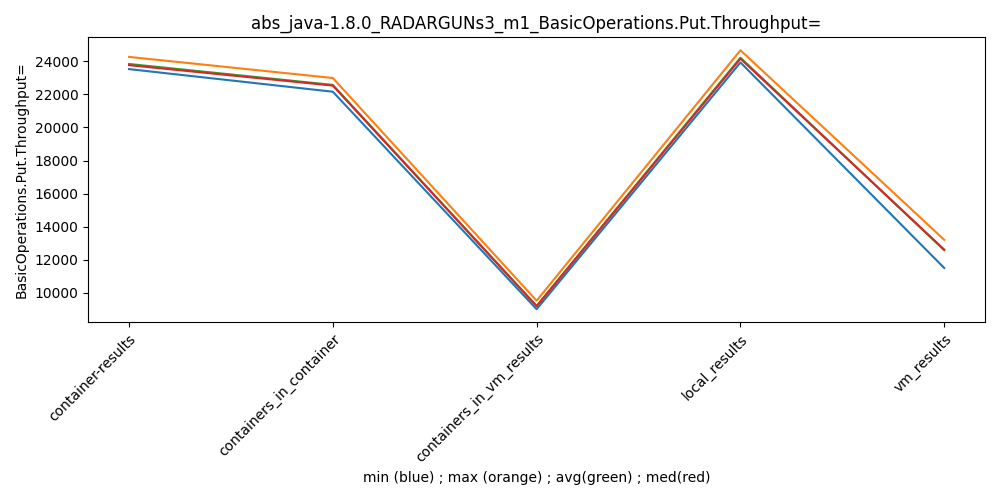 abs_java-1.8.0_RADARGUNs3_m1_BasicOperations.Put.Throughput=
BasicOperations.Put.Throughput=
24000
22000
20000
18000
16000
14000
12000
10000
container-results
containers_in_container
containers_in_vm_results
local_results
vm_results
min (blue) ; max (orange) ; avg(green) ; med(red)